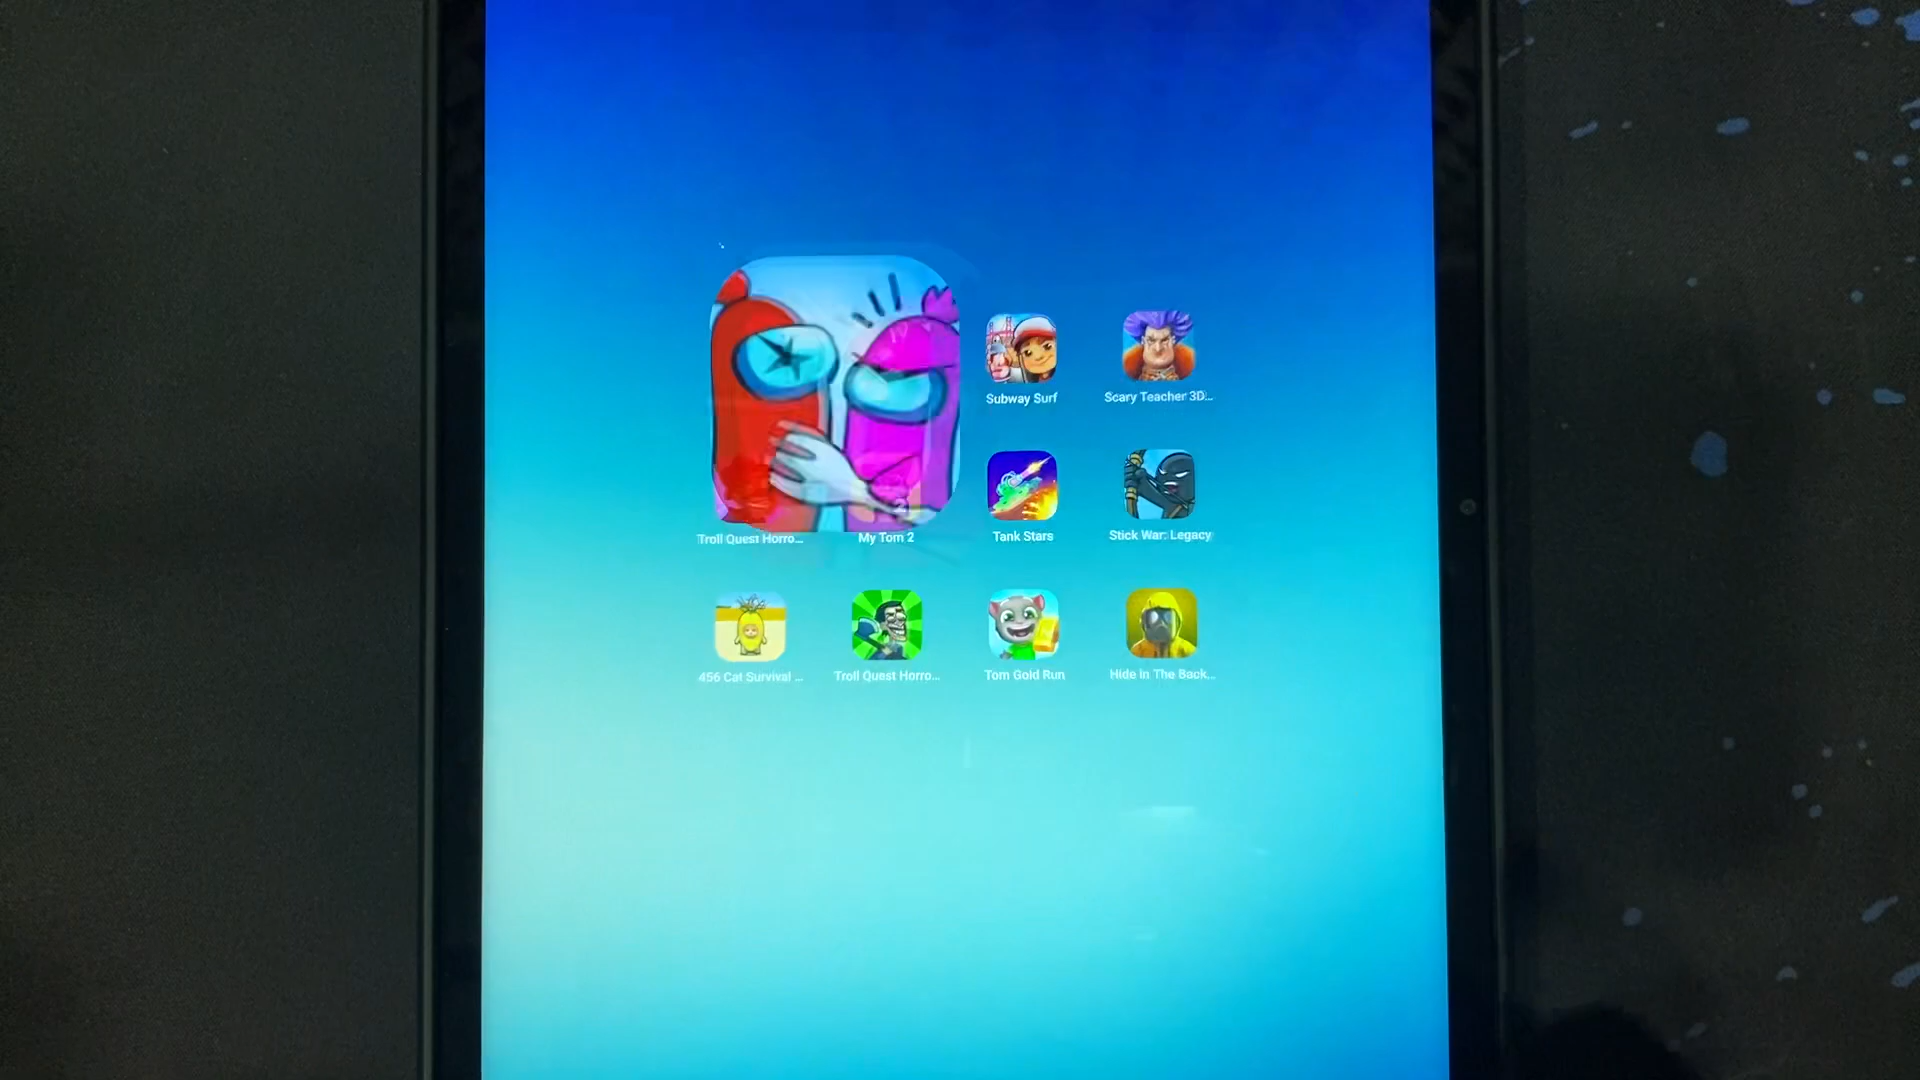 Subway Surf
Scary Teacher 3D...
Troll Quest Horro...
My Tom 2
Tank Stars
Stick War: Legacy
456 Cat Survival ...
Troll Quest Horro...
Tom Gold Run
Hide In The Back...